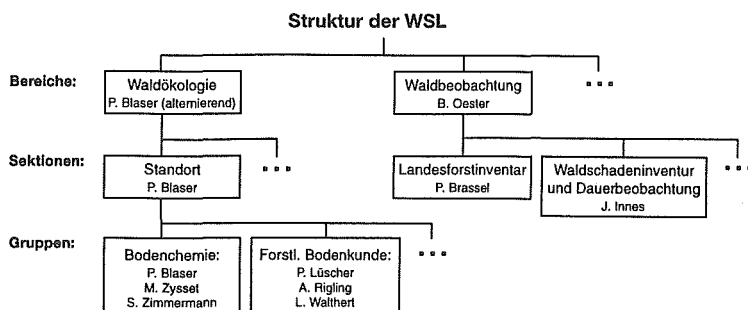 Struktur der WSL
Bereiche:
Waldökologie
P. Blaser (alternierend)
Waldbeobachtung
B. Oester
...
Sektionen:
Standort
P. Blaser
...
Landesforstinventar
P. Brassel
Waldschadeninventur
und Dauerbeobachtung
J. Innes
...
Gruppen:
Bodenchemie:
P. Blaser
M. Zysset
S. Zimmermann
Forstl. Bodenkunde:
P. Lüscher
A. Rigling
L. Walthert
...